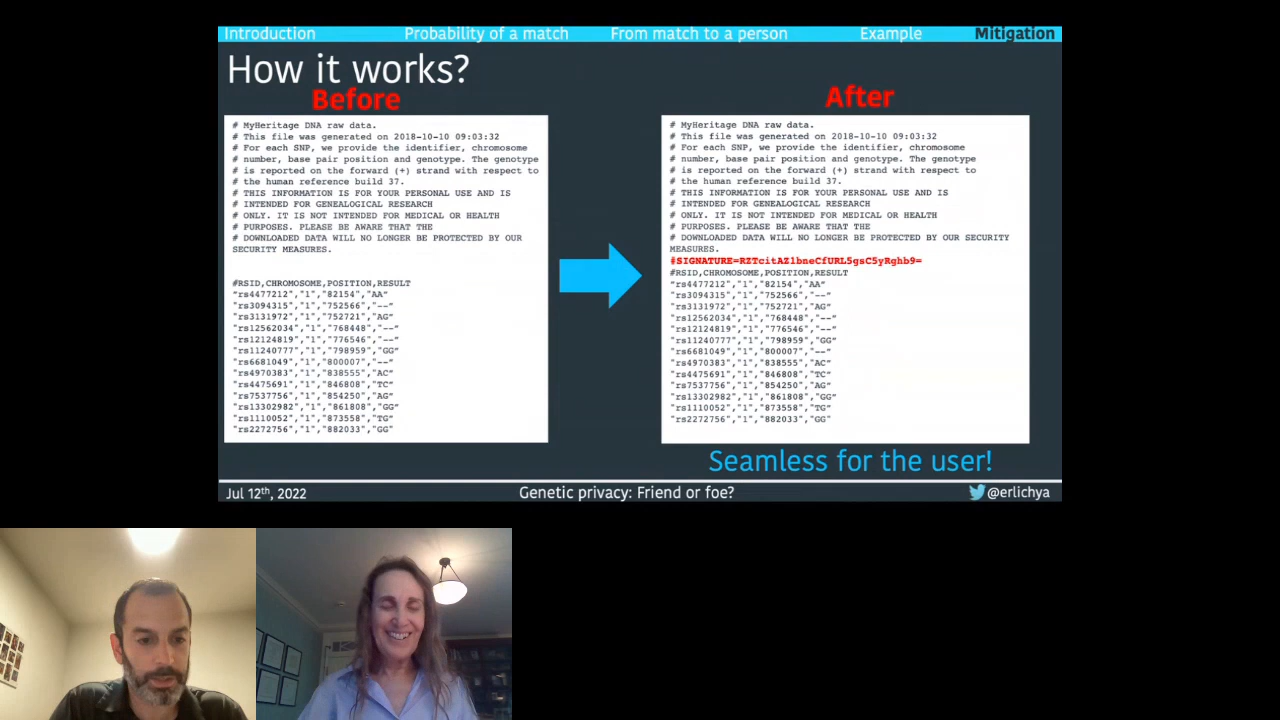 Introduction Probability of a match From match to a person Example Mitigation
How it works?
Before
# MyHeritage DNA raw data.
# This file was generated on 2018-10-10 09:03:32
# For each SNP, we provide the identifier, chromosome
# number, base pair position and genotype. The genotype
# is reported on the forward (+) strand with respect to
# the human reference build 37.
# THIS INFORMATION IS FOR YOUR PERSONAL USE AND IS
# INTENDED FOR GENEALOGICAL RESEARCH
# ONLY. IT IS NOT INTENDED FOR MEDICAL OR HEALTH
# PURPOSES. PLEASE BE AWARE THAT THE
# DOWNLOADED DATA WILL NO LONGER BE PROTECTED BY OUR
SECURITY MEASURES.
#RSID,CHROMOSOME,POSITION,RESULT
"rs4477212","1","82154","AA"
"rs3094315","1","752566","--"
"rs3131972","1","752721","AG"
"rs12562034","1","768448","--"
"rs12124819","1","776546","--"
"rs11240777","1","798959","GG"
"rs6681049","1","800007","--"
"rs4970383","1","838555","AC"
"rs4475691","1","846808","TC"
"rs7537756","1","854250","AG"
"rs13302982","1","861808","GG"
"rs1110052","1","873558","TG"
"rs2272756","1","882033","GG"
After
# MyHeritage DNA raw data.
# This file was generated on 2018-10-10 09:03:32
# For each SNP, we provide the identifier, chromosome
# number, base pair position and genotype. The genotype
# is reported on the forward (+) strand with respect to
# the human reference build 37.
# THIS INFORMATION IS FOR YOUR PERSONAL USE AND IS
# INTENDED FOR GENEALOGICAL RESEARCH
# ONLY. IT IS NOT INTENDED FOR MEDICAL OR HEALTH
# PURPOSES. PLEASE BE AWARE THAT THE
# DOWNLOADED DATA WILL NO LONGER BE PROTECTED BY OUR SECURITY
MEASURES.
#SIGNATURE=RZTcitAZ1bneCfURL5gsC5yRghb9=
#RSID,CHROMOSOME,POSITION,RESULT
"rs4477212","1","82154","AA"
"rs3094315","1","752566","--"
"rs3131972","1","752721","AG"
"rs12562034","1","768448","--"
"rs12124819","1","776546","--"
"rs11240777","1","798959","GG"
"rs6681049","1","800007","--"
"rs4970383","1","838555","AC"
"rs4475691","1","846808","TC"
"rs7537756","1","854250","AG"
"rs13302982","1","861808","GG"
"rs1110052","1","873558","TG"
"rs2272756","1","882033","GG"
Seamless for the user!
Jul 12th, 2022 Genetic privacy: Friend or foe? @erlichya